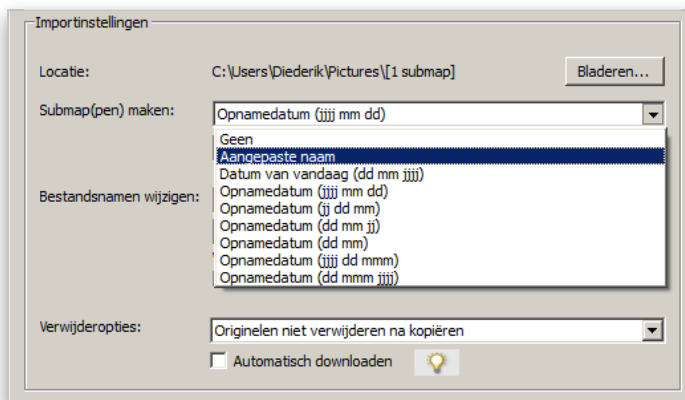 Importinstellingen
Locatie: C:\Users\Diederik\Pictures\[1 submap] Bladeren...
Submap(pen) maken: Opnamedatum (jjjj mm dd)
Geen
Aangepaste naam
Datum van vandaag (dd mm jjjj)
Opnamedatum (jjjj mm dd)
Bestandsnamen wijzigen: Opnamedatum (jj dd mm)
Opnamedatum (dd mm jj)
Opnamedatum (dd mm)
Opnamedatum (jjjj dd mmm)
Opnamedatum (dd mmm jjjj)
Verwijderopties: Originelen niet verwijderen na kopiëren
Automatisch downloaden